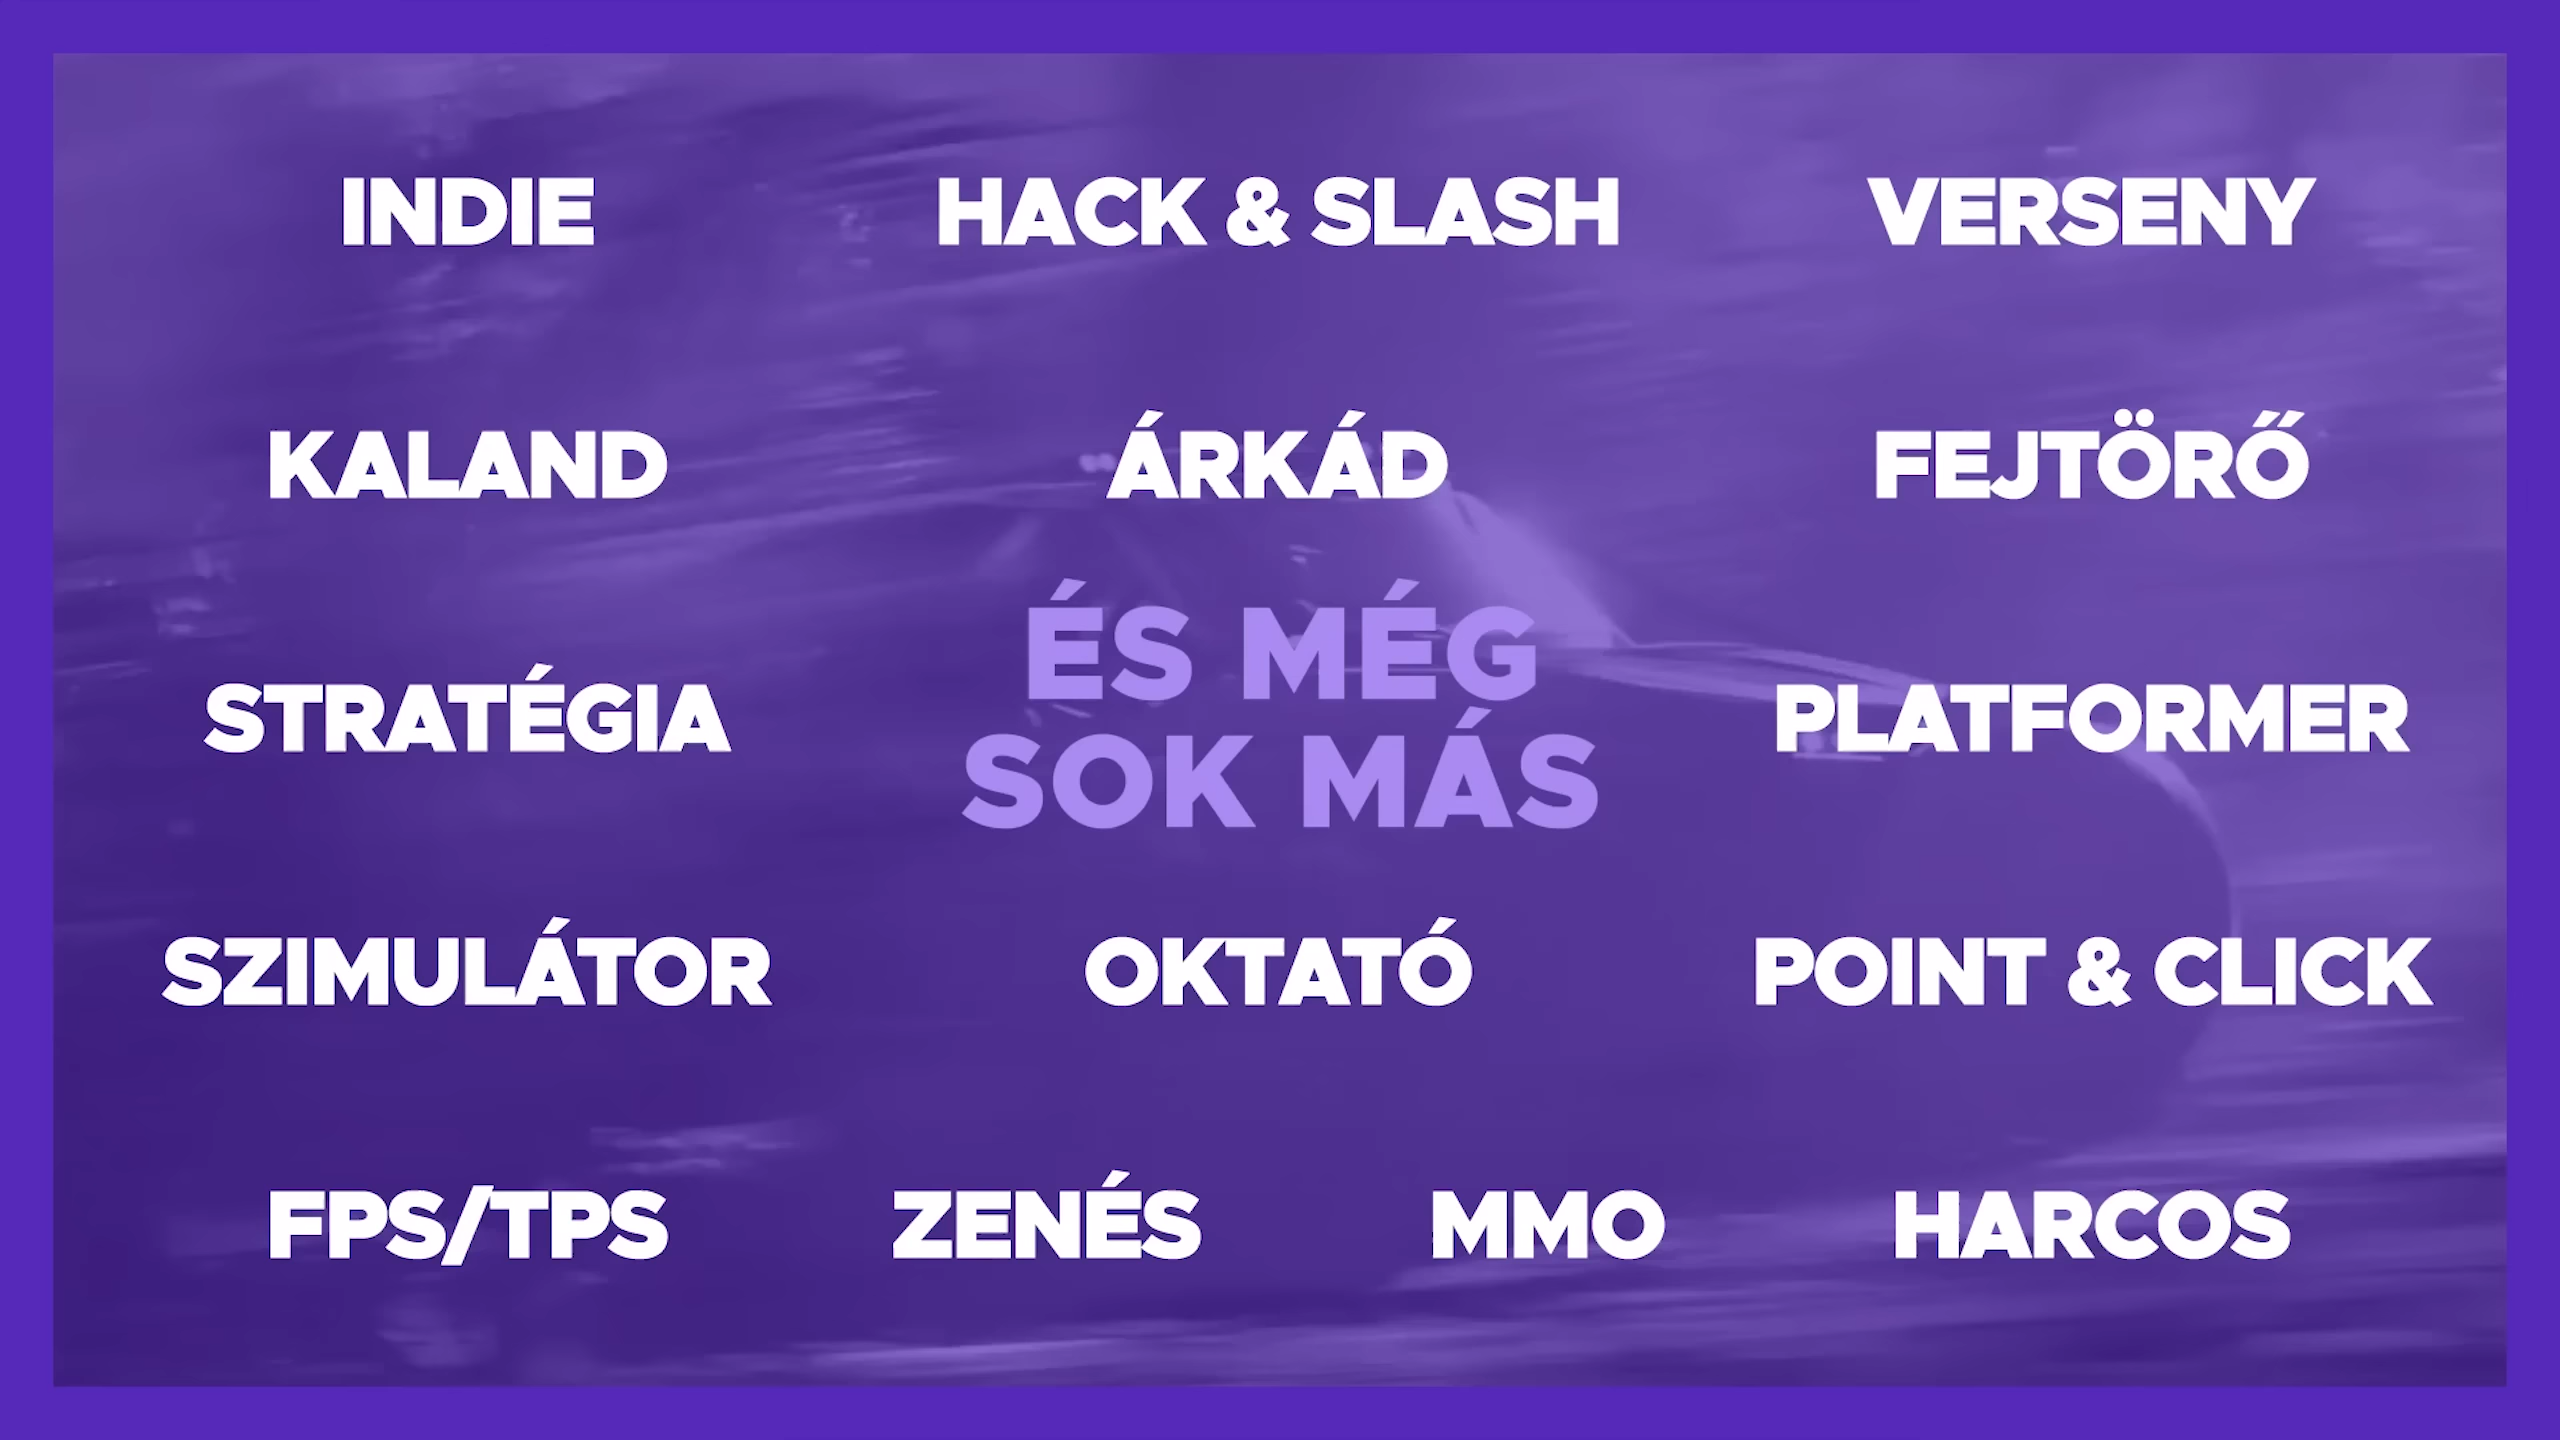 INDIE
HACK & SLASH
VERSENY
KALAND
ÁRKÁD
FEJTÖRŐ
ÉS MÉG
SOK MÁS
STRATÉGIA
PLATFORMER
SZIMULÁTOR
OKTATÓ
POINT & CLICK
FPS/TPS
ZENÉS
MMO
HARCOS